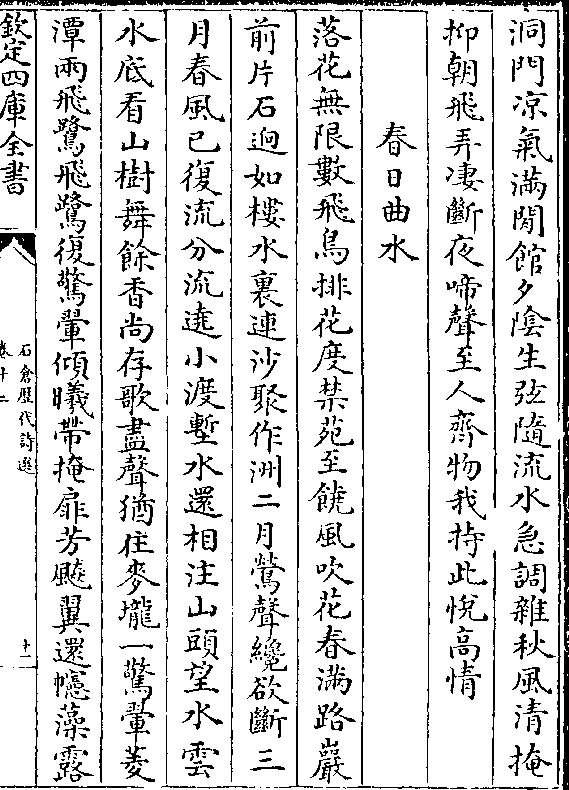 洞門凉氣滿閒館夕隂生弦隨流水急調雜秋風清掩
抑朝飛弄凄斷夜啼聲至人齊物我持此悅高情
春日曲水
落花無限數飛鳥排花度禁苑至饒風吹花春滿路巖
前片石迥如樓水裏連沙聚作洲二月鶯聲纔欲斷三
月春風已復流分流遶小渡塹水還相注山頭望水雲
水底看山樹舞餘香尚存歌盡聲猶住麥壠一驚翬菱
潭兩飛鷺飛鷺復驚翬傾曦帶掩扉芳飈翼還幰藻露
欽定四庫全書
石倉歷代詩選
卷十二
十一